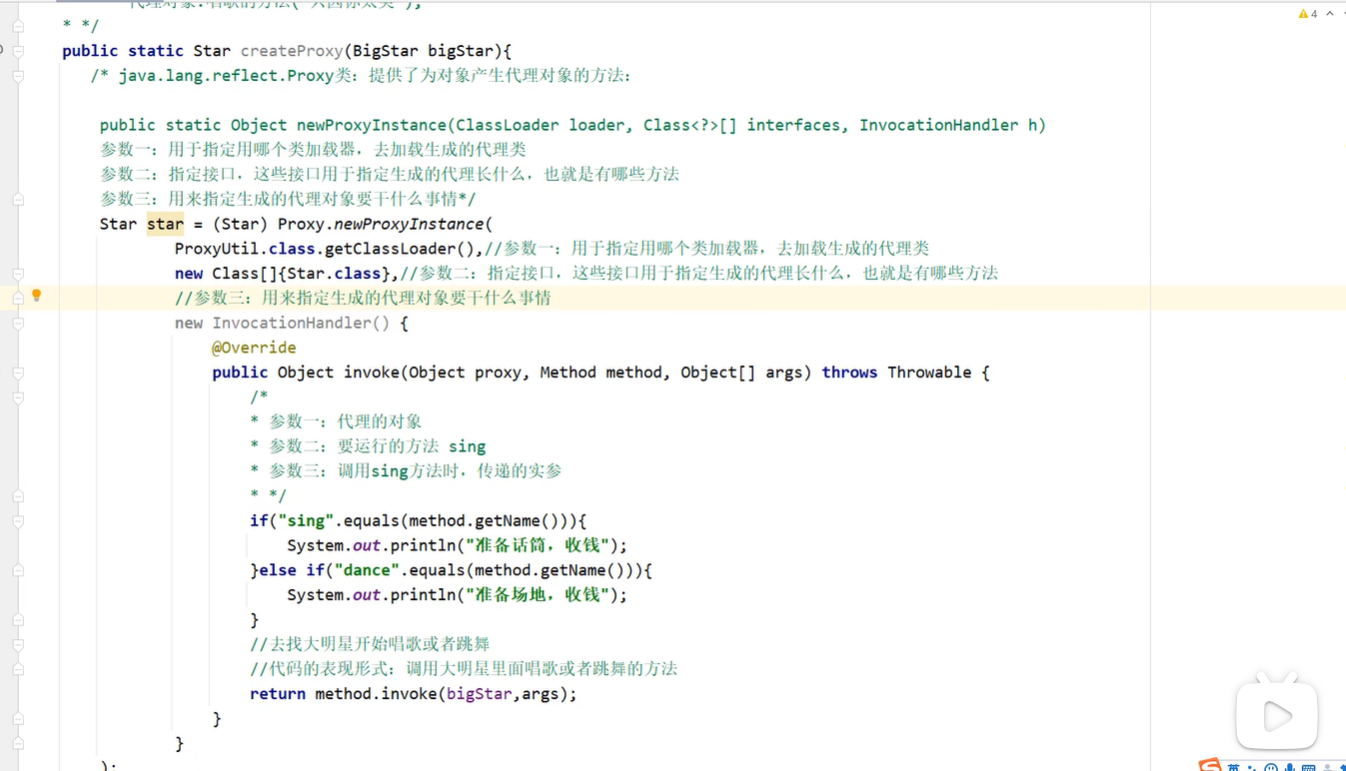 * */
4
public static Star createProxy(BigStar bigStar){
/* java.lang.reflect.Proxy类：提供了为对象产生代理对象的方法：
public static Object newProxyInstance(ClassLoader loader, Class<?>[] interfaces, InvocationHandler h)
参数一：用于指定用哪个类加载器，去加载生成的代理类
参数二：指定接口，这些接口用于指定生成的代理长什么，也就是有哪些方法
参数三：用来指定生成的代理对象要干什么事情*/
Star star = (Star) Proxy.newProxyInstance(
ProxyUtil.class.getClassLoader(),//参数一：用于指定用哪个类加载器，去加载生成的代理类
new Class[]{Star.class},//参数二：指定接口，这些接口用于指定生成的代理长什么，也就是有哪些方法
//参数三：用来指定生成的代理对象要干什么事情
new InvocationHandler() {
@Override
public Object invoke(Object proxy, Method method, Object[] args) throws Throwable {
/*
* 参数一：代理的对象
* 参数二：要运行的方法 sing
* 参数三：调用sing方法时，传递的实参
* */
if("sing".equals(method.getName())){
System.out.println("准备话筒，收钱");
}else if("dance".equals(method.getName())){
System.out.println("准备场地，收钱");
}
//去找大明星开始唱歌或者跳舞
//代码的表现形式：调用大明星里面唱歌或者跳舞的方法
return method.invoke(bigStar,args);
}
}
);
英